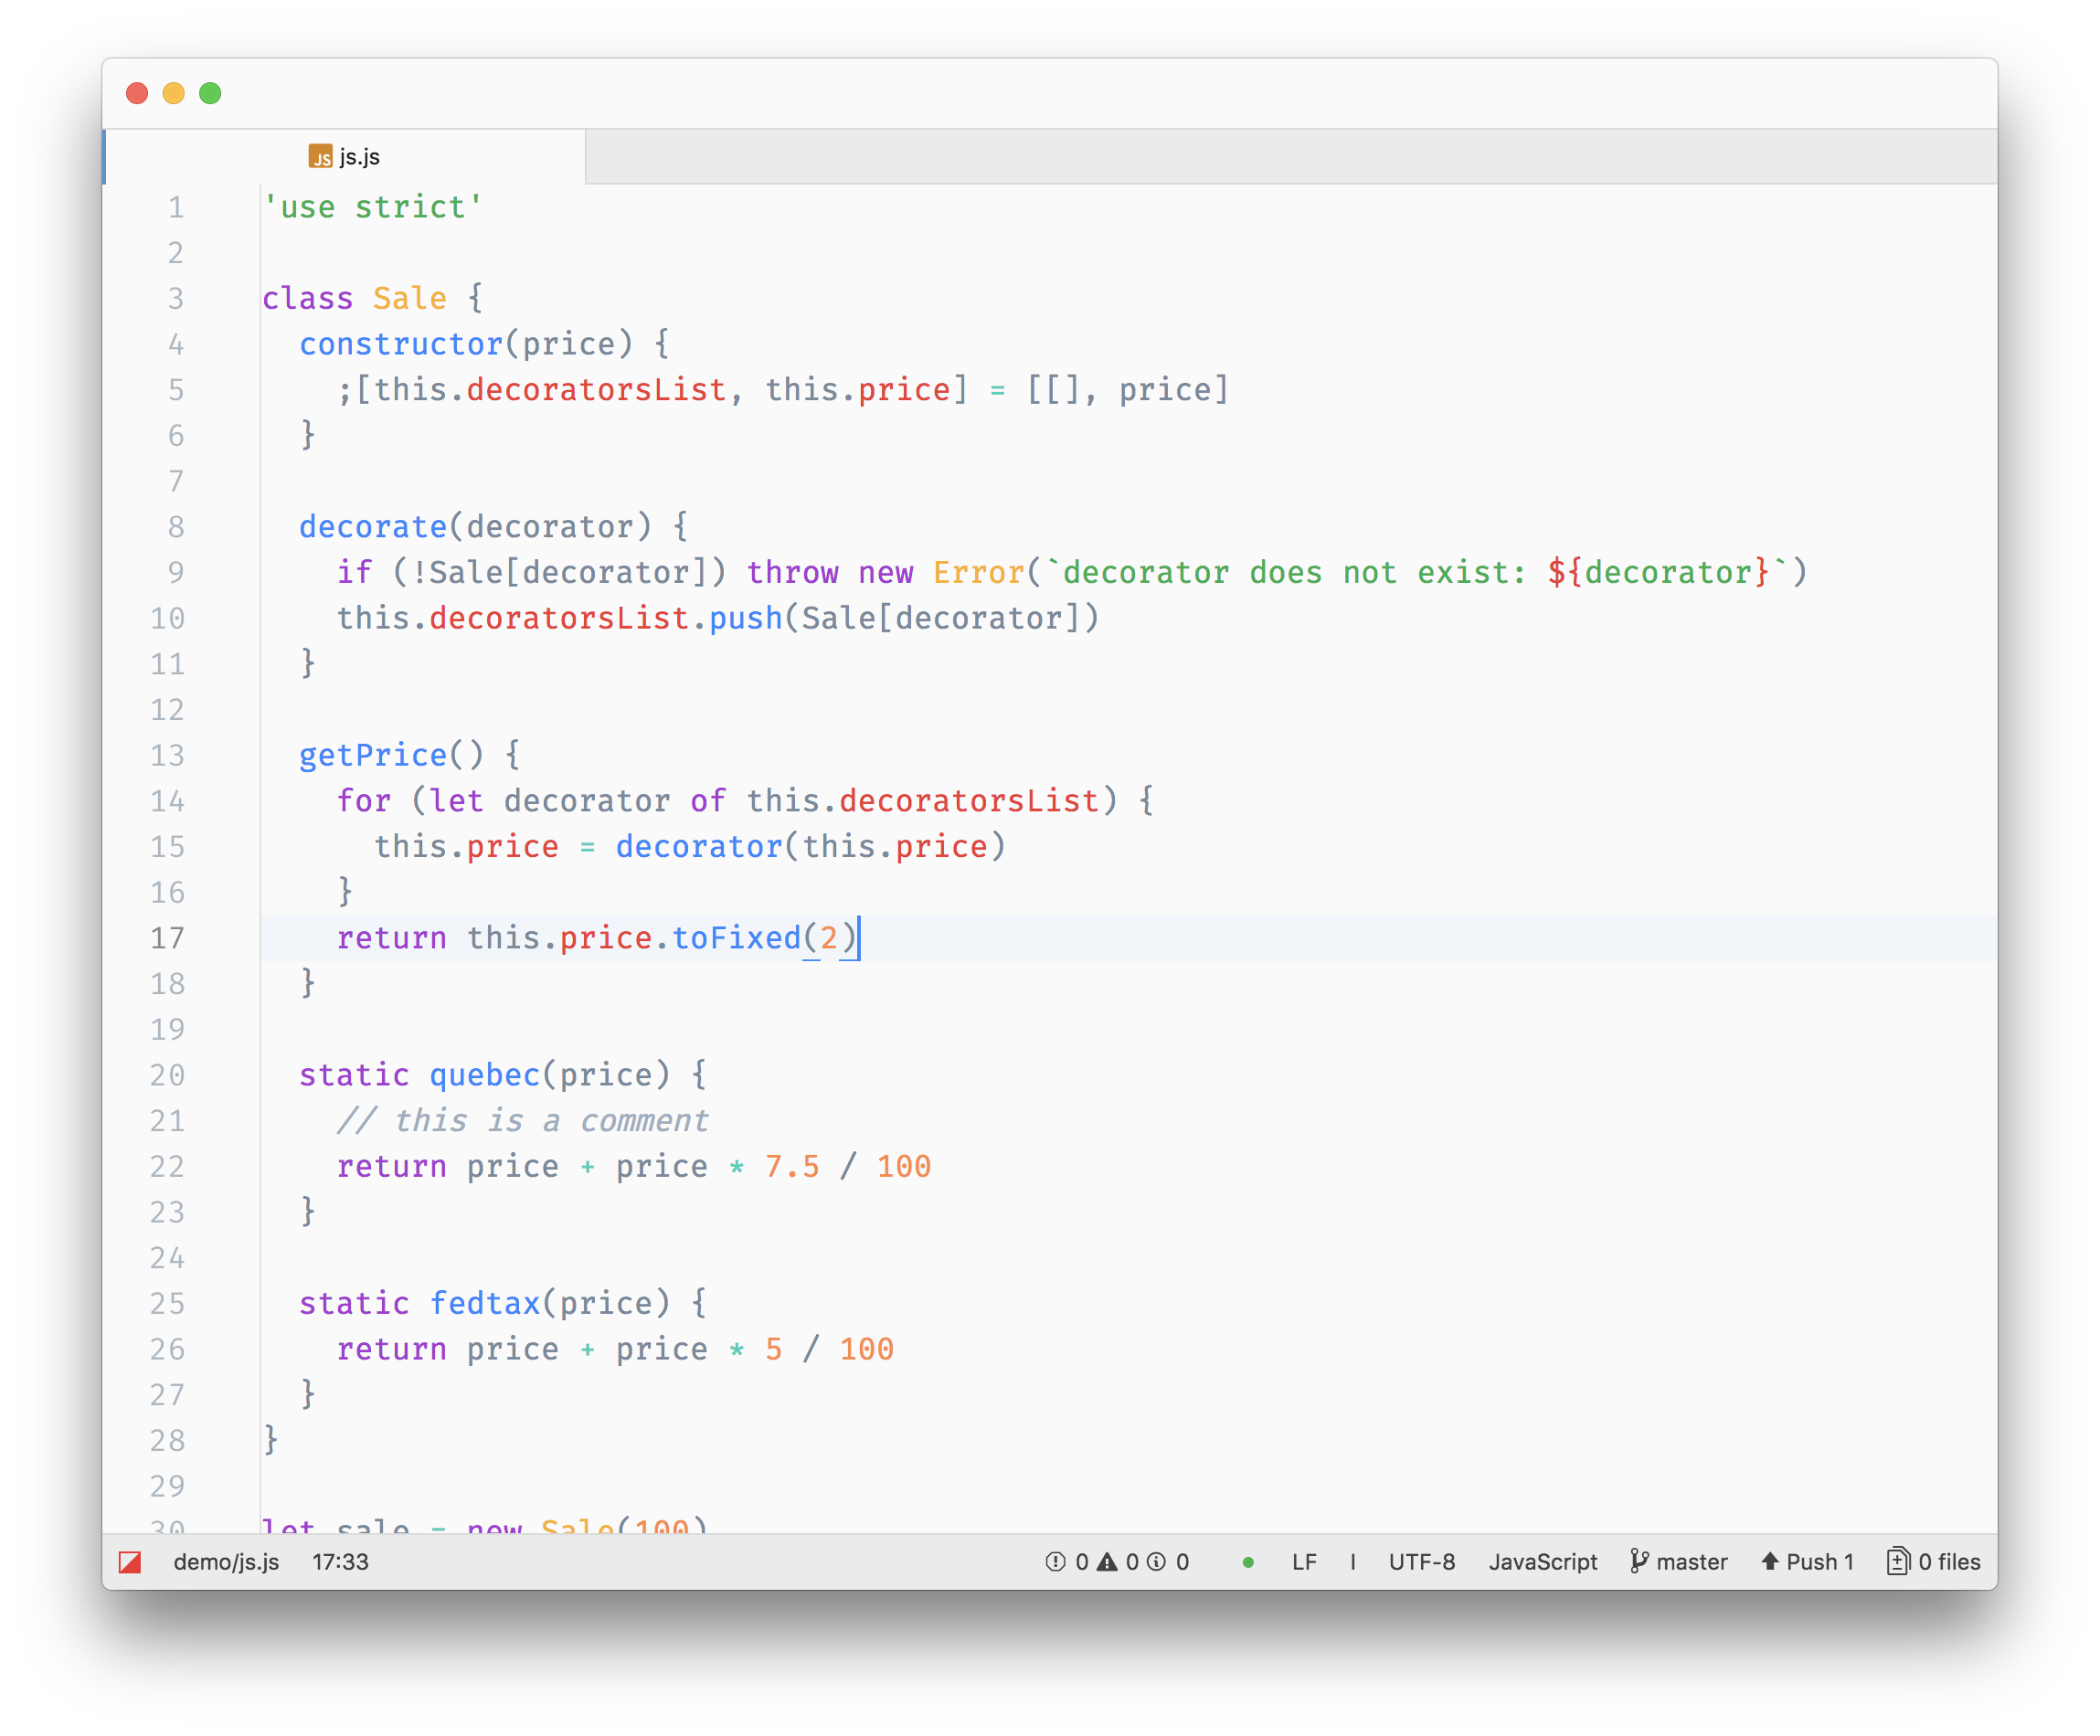 JS js.js
1 'use strict'
2
3 class Sale {
4   constructor(price) {
5     ;[this.decoratorsList, this.price] = [[], price]
6   }
7
8   decorate(decorator) {
9     if (!Sale[decorator]) throw new Error(`decorator does not exist: ${decorator}`)
10     this.decoratorsList.push(Sale[decorator])
11   }
12
13   getPrice() {
14     for (let decorator of this.decoratorsList) {
15       this.price = decorator(this.price)
16     }
17     return this.price.toFixed(2)
18   }
19
20   static quebec(price) {
21     // this is a comment
22     return price + price * 7.5 / 100
23   }
24
25   static fedtax(price) {
26     return price + price * 5 / 100
27   }
28 }
29
30 let sale = new Sale(100)
demo/js.js 17:33 0 0 0 LF I UTF-8 JavaScript master Push 1 0 files